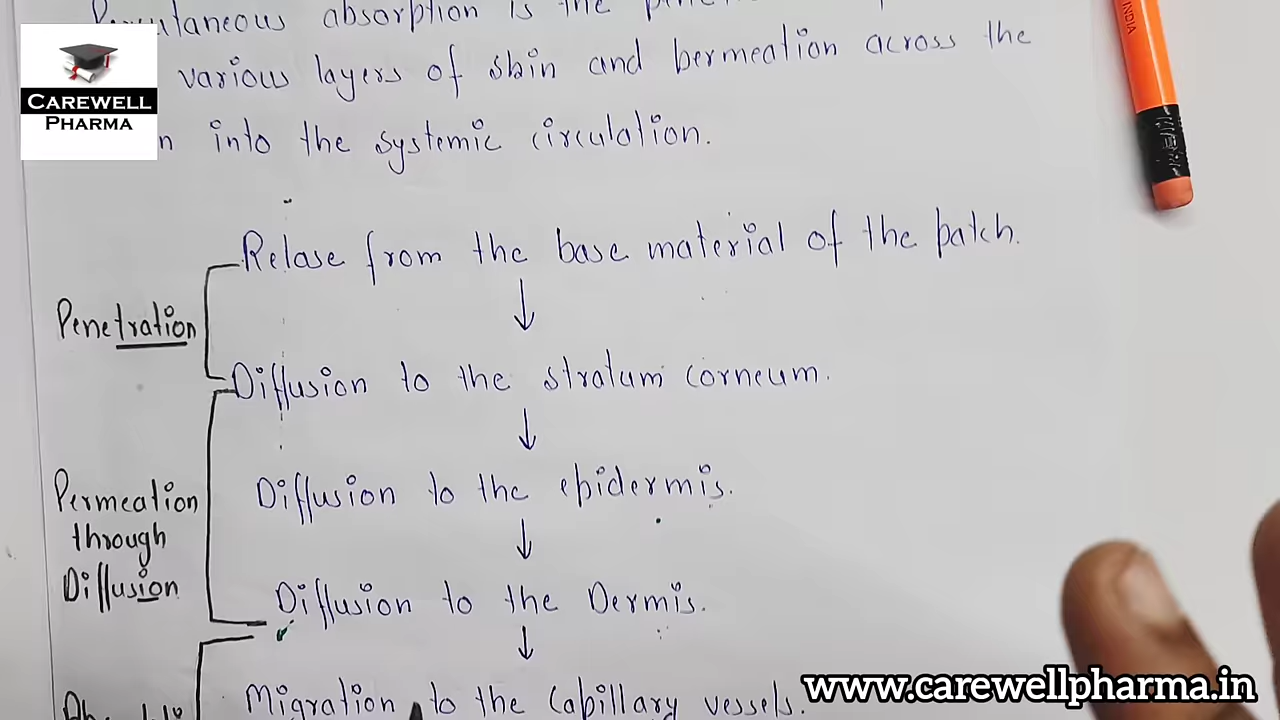 absorption is the
various layers of skin and permeation across the
into the systemic circulation.
CAREWELL
PHARMA
INDIA
Relase from the base material of the patch.
Penetration
Diffusion to the stratum corneum.
Diffusion to the epidermis.
Permeation
through
Diffusion
Diffusion to the Dermis.
Migration to the Capillary vessels.
www.carewellpharma.in